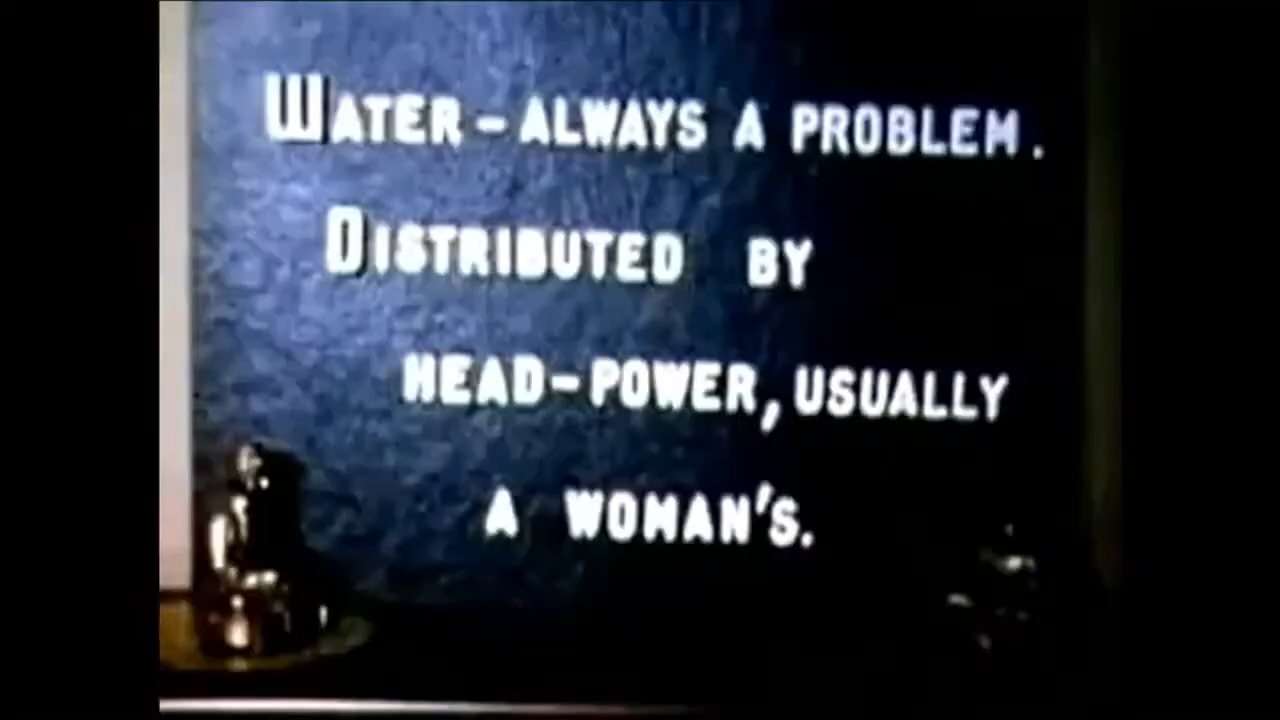 WATER - ALWAYS A PROBLEM.
DISTRIBUTED BY
HEAD-POWER, USUALLY
A WOMAN'S.